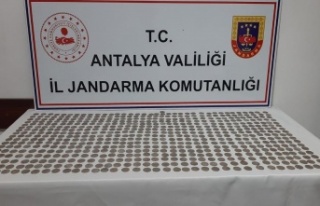 T.C.
ANTALYA VALİLİĞİ
İL JANDARMA KOMUTANLIĞI